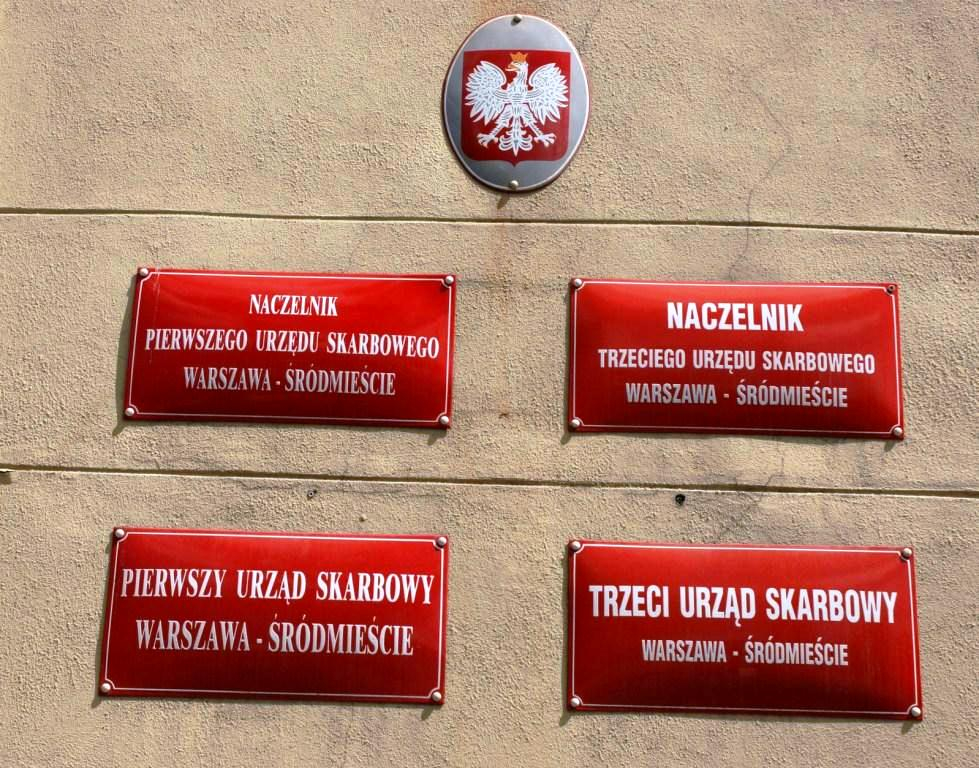 NACZELNIK
PIERWSZEGO URZĘDU SKARBOWEGO
WARSZAWA - ŚRÓDMIEŚCIE
NACZELNIK
TRZECIEGO URZĘDU SKARBOWEGO
WARSZAWA - ŚRÓDMIEŚCIE
PIERWSZY URZĄD SKARBOWY
WARSZAWA - ŚRÓDMIEŚCIE
TRZECI URZĄD SKARBOWY
WARSZAWA - ŚRÓDMIEŚCIE